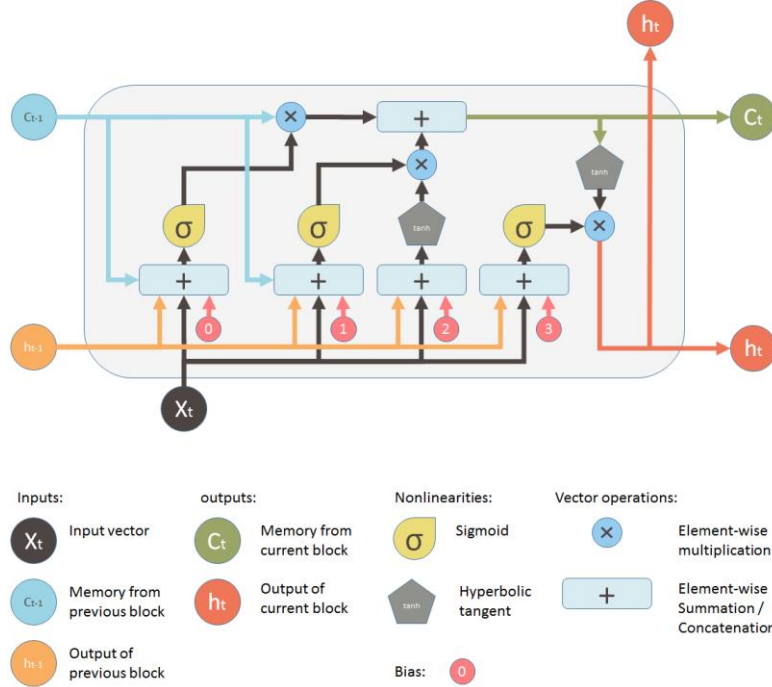 hₜ
Cₜ₋₁
×
+
Cₜ
×
tanh
tanh
σ
σ
σ
×
+
+
+
+
0
1
2
3
hₜ₋₁
hₜ
Xₜ
Inputs:
outputs:
Nonlinearities:
Vector operations:
Xₜ
Input vector
Cₜ
Memory from
current block
σ
Sigmoid
×
Element-wise
multiplication
Cₜ₋₁
Memory from
previous block
hₜ
Output of
current block
tanh
Hyperbolic
tangent
+
Element-wise
Summation /
Concatenation
hₜ₋₁
Output of
previous block
Bias:
0